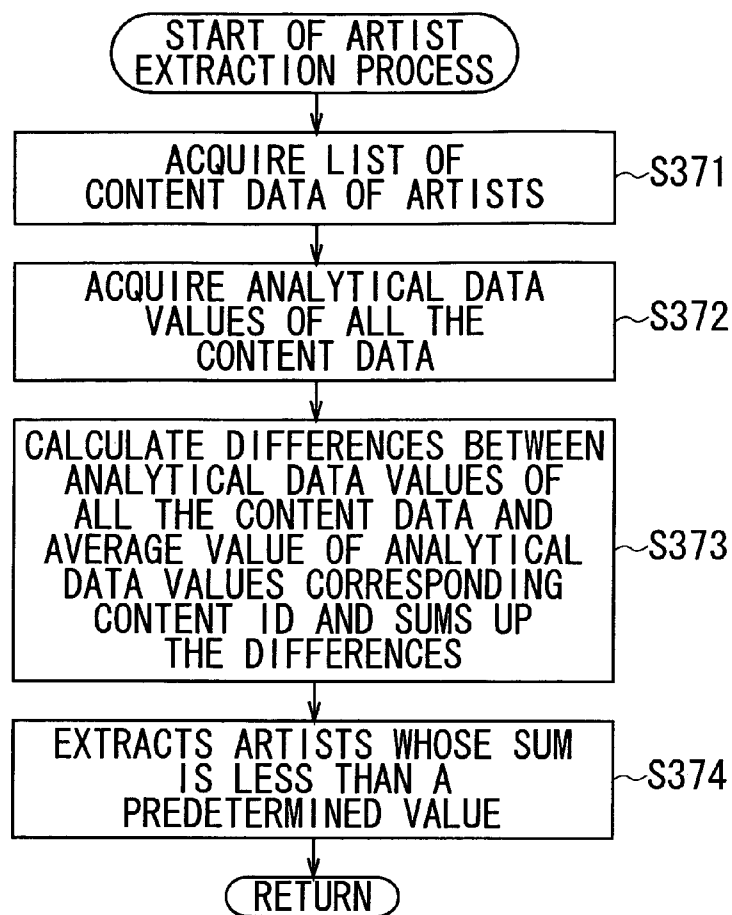 START OF ARTIST
EXTRACTION PROCESS
ACQUIRE LIST OF
CONTENT DATA OF ARTISTS
~S371
ACQUIRE ANALYTICAL DATA
VALUES OF ALL THE
CONTENT DATA
~S372
CALCULATE DIFFERENCES BETWEEN
ANALYTICAL DATA VALUES OF
ALL THE CONTENT DATA AND
AVERAGE VALUE OF ANALYTICAL
DATA VALUES CORRESPONDING
CONTENT ID AND SUMS UP
THE DIFFERENCES
~S373
EXTRACTS ARTISTS WHOSE SUM
IS LESS THAN A
PREDETERMINED VALUE
~S374
RETURN